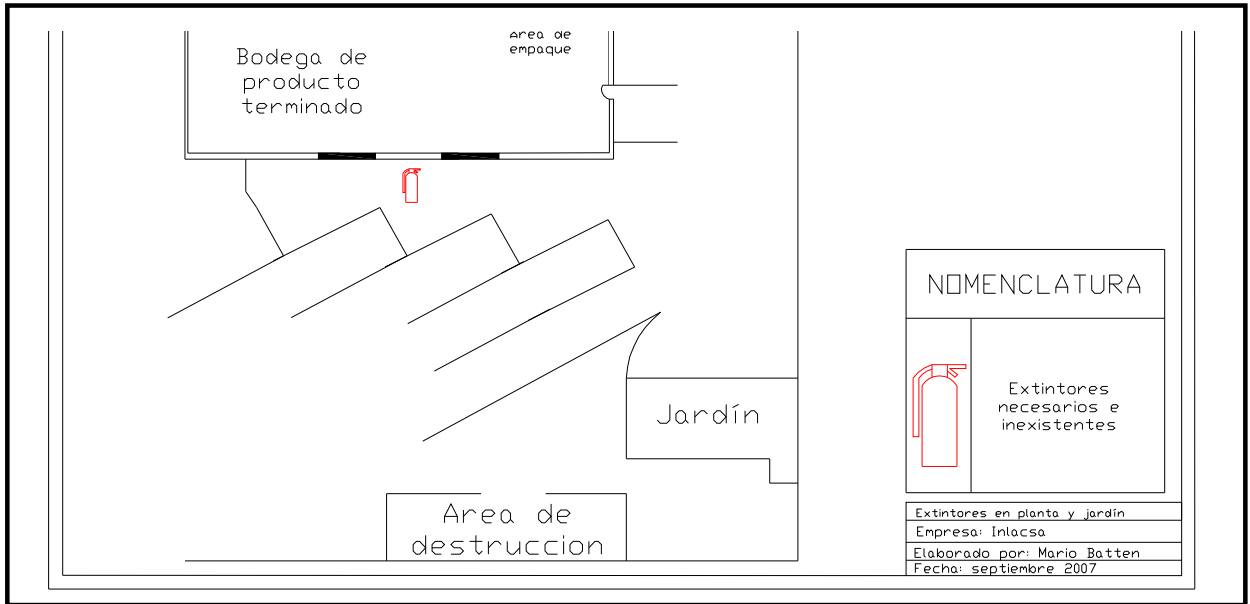 Area de
empaque
Bodega de
producto
terminado
NOMENCLATURA
Extintores
necesarios e
inexistentes
Jardín
Area de
destruccion
Extintores en planta y jardín
Empresa: Inlacsa
Elaborado por: Mario Batten
Fecha: septiembre 2007